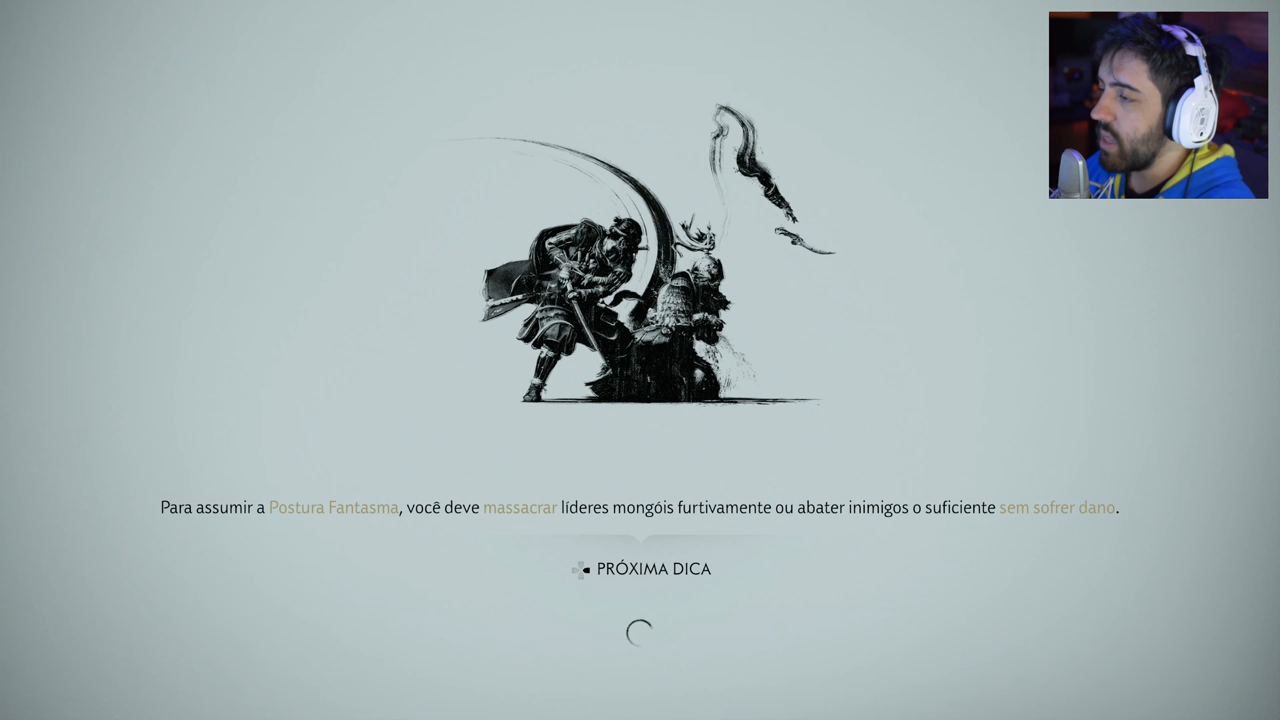 Para assumir a Postura Fantasma, você deve massacrar líderes mongóis furtivamente ou abater inimigos o suficiente sem sofrer dano.
PRÓXIMA DICA